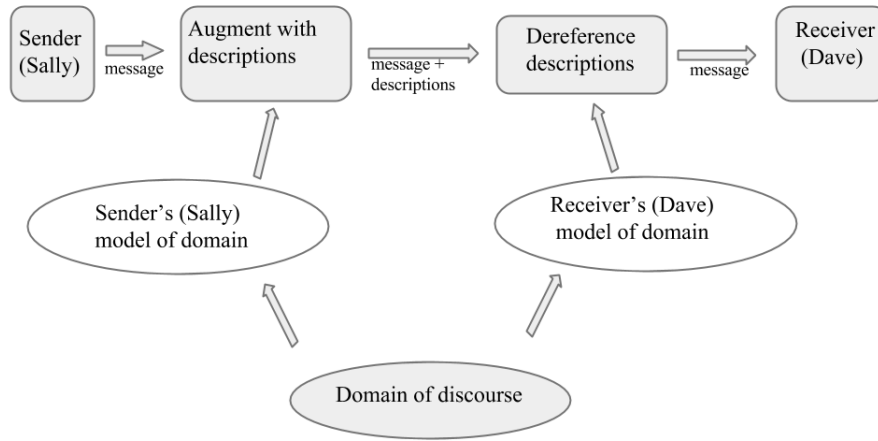 Sender
(Sally)
message
Augment with
descriptions
message +
descriptions
Dereference
descriptions
message
Receiver
(Dave)
Sender’s (Sally)
model of domain
Receiver’s (Dave)
model of domain
Domain of discourse